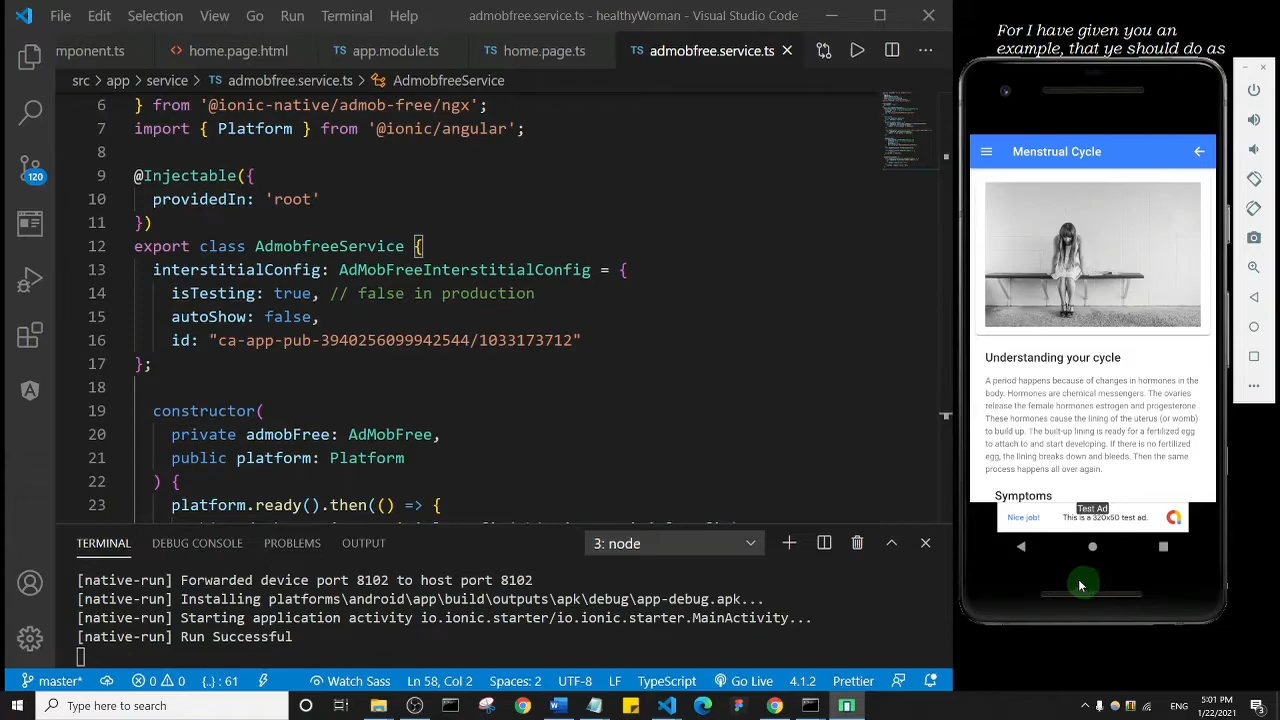 File Edit Selection View Go Run Terminal Help admobfree.service.ts - healthyWoman - Visual Studio Code
mponent.ts home.page.html TS app.module.ts TS home.page.ts TS admobfree.service.ts
src > app > service > TS admobfree.service.ts > AdmobfreeService
} from '@ionic-native/admob-free/ngx';
7 import { Platform } from '@ionic/angular';
8
@Injectable({
10 providedIn: 'root'
11 })
12 export class AdmobfreeService {
13 interstitialConfig: AdMobFreeInterstitialConfig = {
14 isTesting: true, // false in production
15 autoShow: false,
16 id: "ca-app-pub-3940256099942544/1033173712"
17 };
18
19 constructor(
20 private admobFree: AdMobFree,
21 public platform: Platform
22 ) {
23 platform.ready().then(() => {
120
TERMINAL DEBUG CONSOLE PROBLEMS OUTPUT 3: node
[native-run] Forwarded device port 8102 to host port 8102
[native-run] Installing platforms\android\app\build\outputs\apk\debug\app-debug.apk...
[native-run] Starting application activity io.ionic.starter/io.ionic.starter.MainActivity...
[native-run] Run Successful
master* 0 0 {..}: 61 Watch Sass Ln 58, Col 2 Spaces: 2 UTF-8 LF TypeScript Go Live 4.1.2 Prettier
For I have given you an
example, that ye should do as
Menstrual Cycle
Understanding your cycle
A period happens because of changes in hormones in the
body. Hormones are chemical messengers. The ovaries
release the female hormones estrogen and progesterone
These hormones cause the lining of the uterus (or womb)
to build up. The built-up lining is ready for a fertilized egg
to attach to and start developing. If there is no fertilized
egg, the lining breaks down and bleeds. Then the same
process happens all over again.
Symptoms
Test Ad
Nice job! This is a 320x50 test ad.
Type here to search
5:01 PM
1/22/2021